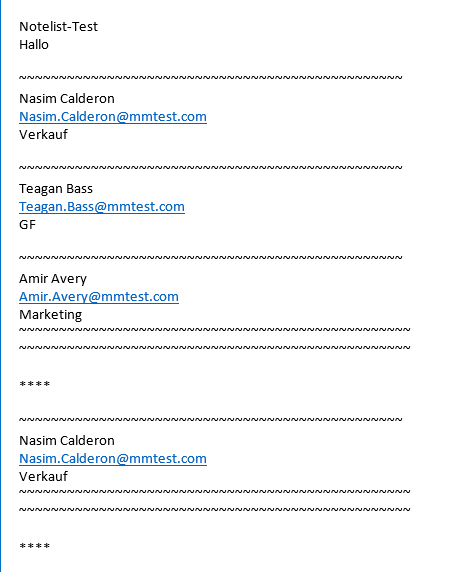 Notelist-Test
Hallo
~~~~~~~~~~~~~~~~~~~~~~~~~~~~~~~~~~~~~~~~~~~~~~~~
Nasim Calderon
Nasim.Calderon@mmtest.com
Verkauf
~~~~~~~~~~~~~~~~~~~~~~~~~~~~~~~~~~~~~~~~~~~~~~~~
Teagan Bass
Teagan.Bass@mmtest.com
GF
~~~~~~~~~~~~~~~~~~~~~~~~~~~~~~~~~~~~~~~~~~~~~~~~
Amir Avery
Amir.Avery@mmtest.com
Marketing
~~~~~~~~~~~~~~~~~~~~~~~~~~~~~~~~~~~~~~~~~~~~~~~~~
~~~~~~~~~~~~~~~~~~~~~~~~~~~~~~~~~~~~~~~~~~~~~~~~~
****
~~~~~~~~~~~~~~~~~~~~~~~~~~~~~~~~~~~~~~~~~~~~~~~~
Nasim Calderon
Nasim.Calderon@mmtest.com
Verkauf
~~~~~~~~~~~~~~~~~~~~~~~~~~~~~~~~~~~~~~~~~~~~~~~~~
~~~~~~~~~~~~~~~~~~~~~~~~~~~~~~~~~~~~~~~~~~~~~~~~~
****